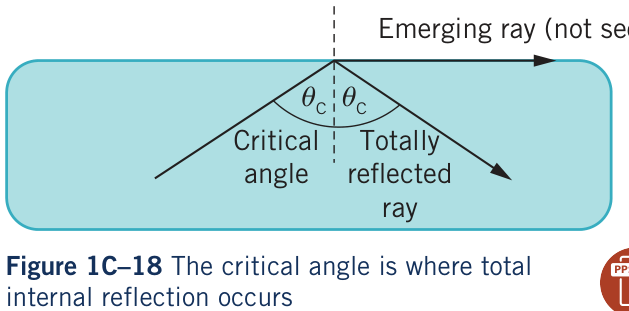 Emerging ray (not
θc θc
Critical Totally
angle reflected
ray
Figure 1C–18 The critical angle is where total
internal reflection occurs